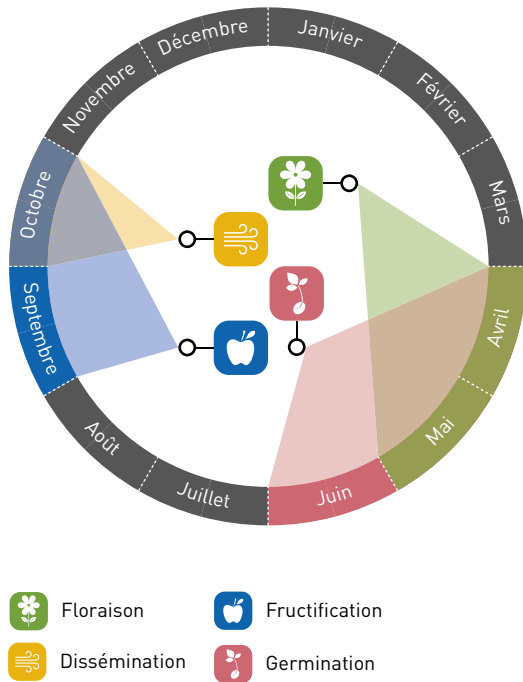 Janvier
Février
Mars
Avril
Mai
Juin
Juillet
Août
Septembre
Octobre
Novembre
Décembre
Floraison
Fructification
Dissémination
Germination